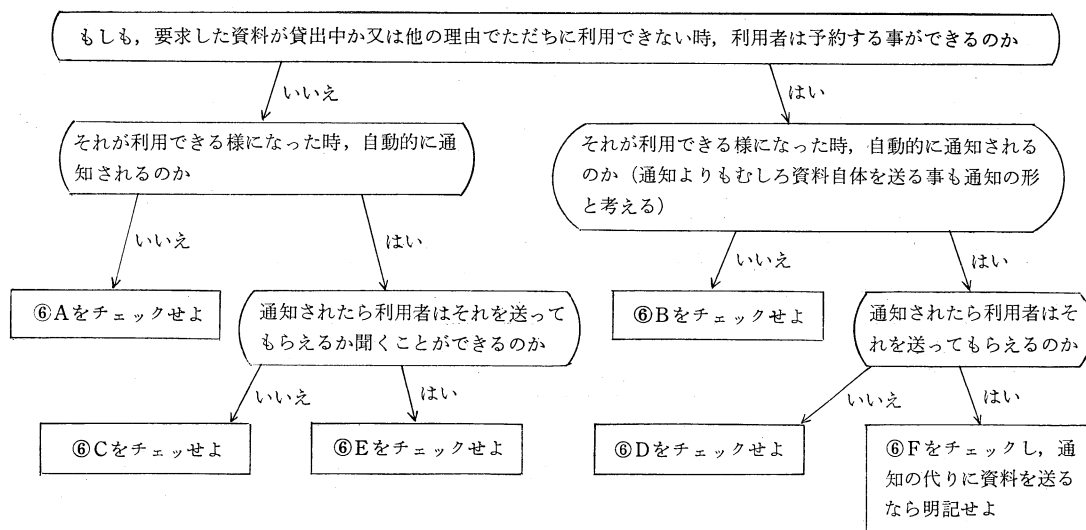 もしも，要求した資料が貸出中か又は他の理由でただちに利用できない時，利用者は予約する事ができるのか
いいえ
はい
それが利用できる様になった時，自動的に通
知されるのか
それが利用できる様になった時，自動的に通知される
のか（通知よりもむしろ資料自体を送る事も通知の形
と考える）
いいえ
はい
いいえ
はい
⑥Aをチェックせよ
通知されたら利用者はそれを送って
もらえるか聞くことができるのか
⑥Bをチェックせよ
通知されたら利用者はそ
れを送ってもらえるのか
いいえ
はい
いいえ
はい
⑥Cをチェッせよ
⑥Eをチェックせよ
⑥Dをチェックせよ
⑥Fをチェックし，通
知の代りに資料を送る
なら明記せよ